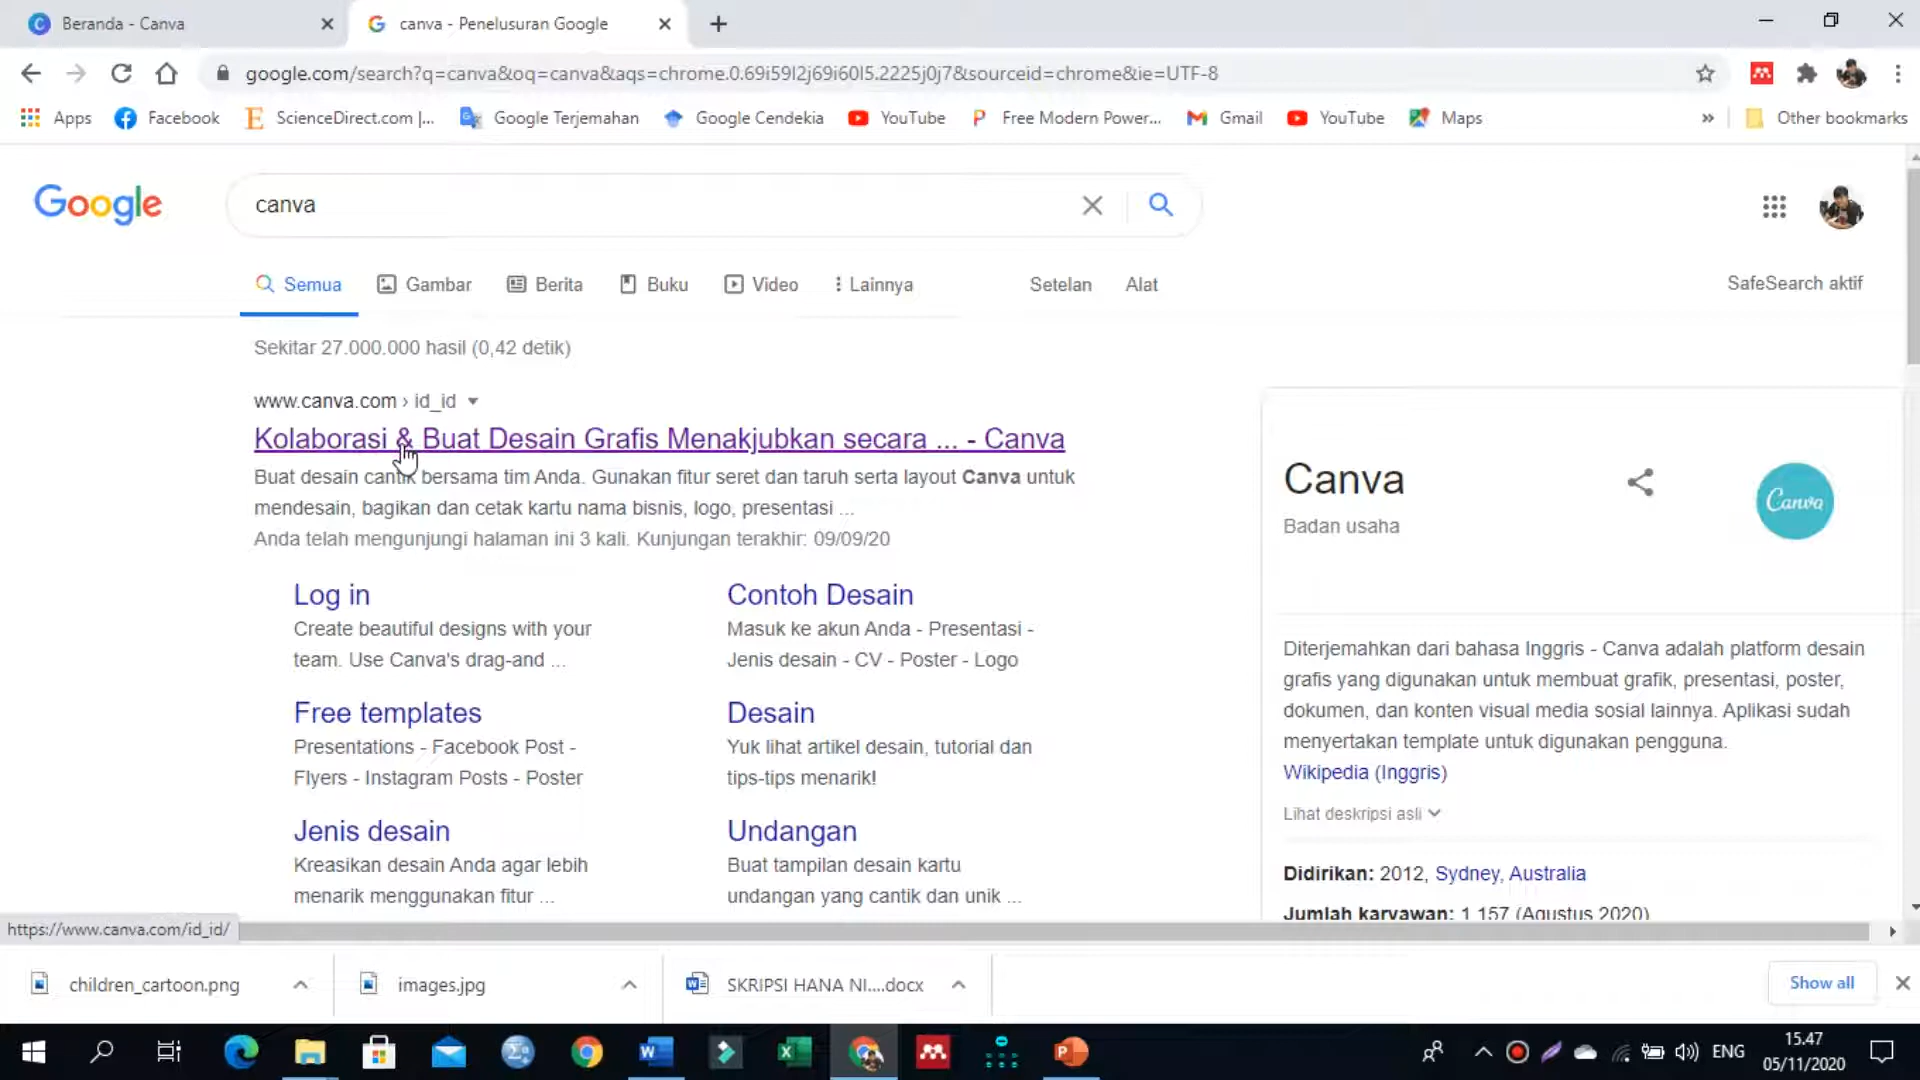 Beranda - Canva
canva - Penelusuran Google
google.com/search?q=canva&oq=canva&aqs=chrome.0.69i59l2j69i60l5.2225j0j7&sourceid=chrome&ie=UTF-8
Apps
Facebook
ScienceDirect.com |...
Google Terjemahan
Google Cendekia
YouTube
Free Modern Power...
Gmail
YouTube
Maps
»
Other bookmarks
Google
canva
Semua
Gambar
Berita
Buku
Video
Lainnya
Setelan
Alat
SafeSearch aktif
Sekitar 27.000.000 hasil (0,42 detik)
www.canva.com › id_id
Kolaborasi & Buat Desain Grafis Menakjubkan secara ... - Canva
Buat desain cantik bersama tim Anda. Gunakan fitur seret dan taruh serta layout Canva untuk
mendesain, bagikan dan cetak kartu nama bisnis, logo, presentasi ...
Anda telah mengunjungi halaman ini 3 kali. Kunjungan terakhir: 09/09/20
Log in
Create beautiful designs with your
team. Use Canva's drag-and ...
Contoh Desain
Masuk ke akun Anda - Presentasi -
Jenis desain - CV - Poster - Logo
Free templates
Presentations - Facebook Post -
Flyers - Instagram Posts - Poster
Desain
Yuk lihat artikel desain, tutorial dan
tips-tips menarik!
Jenis desain
Kreasikan desain Anda agar lebih
menarik menggunakan fitur ...
Undangan
Buat tampilan desain kartu
undangan yang cantik dan unik ...
Canva
Badan usaha
Canva
Diterjemahkan dari bahasa Inggris - Canva adalah platform desain
grafis yang digunakan untuk membuat grafik, presentasi, poster,
dokumen, dan konten visual media sosial lainnya. Aplikasi sudah
menyertakan template untuk digunakan pengguna.
Wikipedia (Inggris)
Lihat deskripsi asli
Didirikan: 2012, Sydney, Australia
Jumlah karyawan: 1.157 (Agustus 2020)
https://www.canva.com/id_id/
children_cartoon.png
images.jpg
SKRIPSI HANA NI....docx
Show all
ENG
15.47
05/11/2020